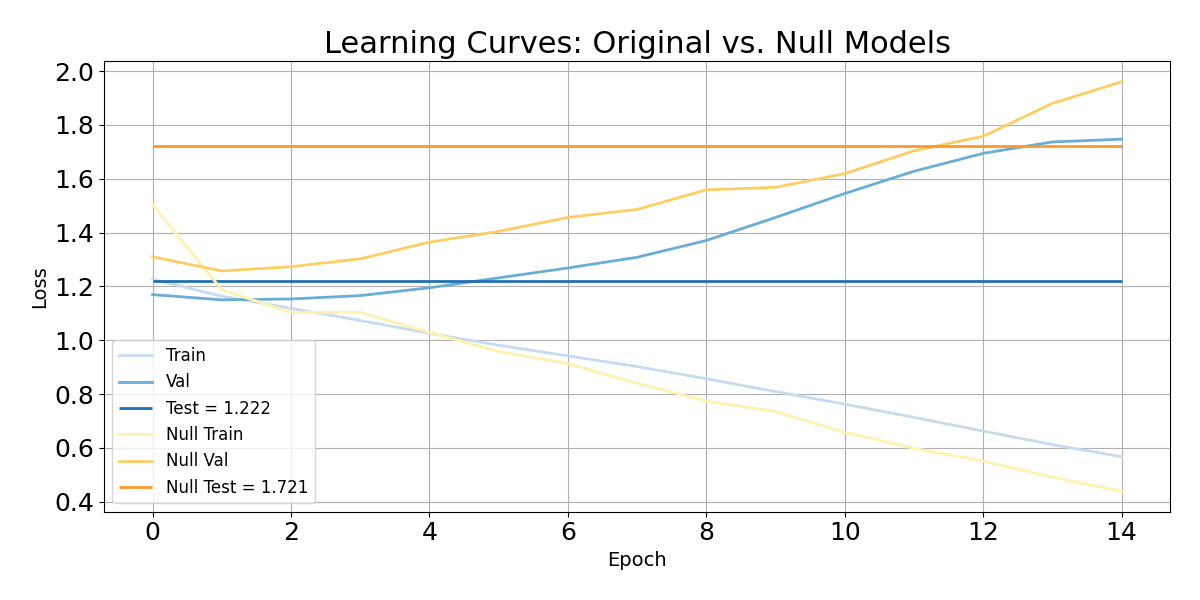 Learning Curves: Original vs. Null Models
2.0
1.8
1.6
1.4
1.2
1.0
0.8
0.6
0.4
Loss
Train
Val
Test = 1.222
Null Train
Null Val
Null Test = 1.721
0 2 4 6 8 10 12 14
Epoch